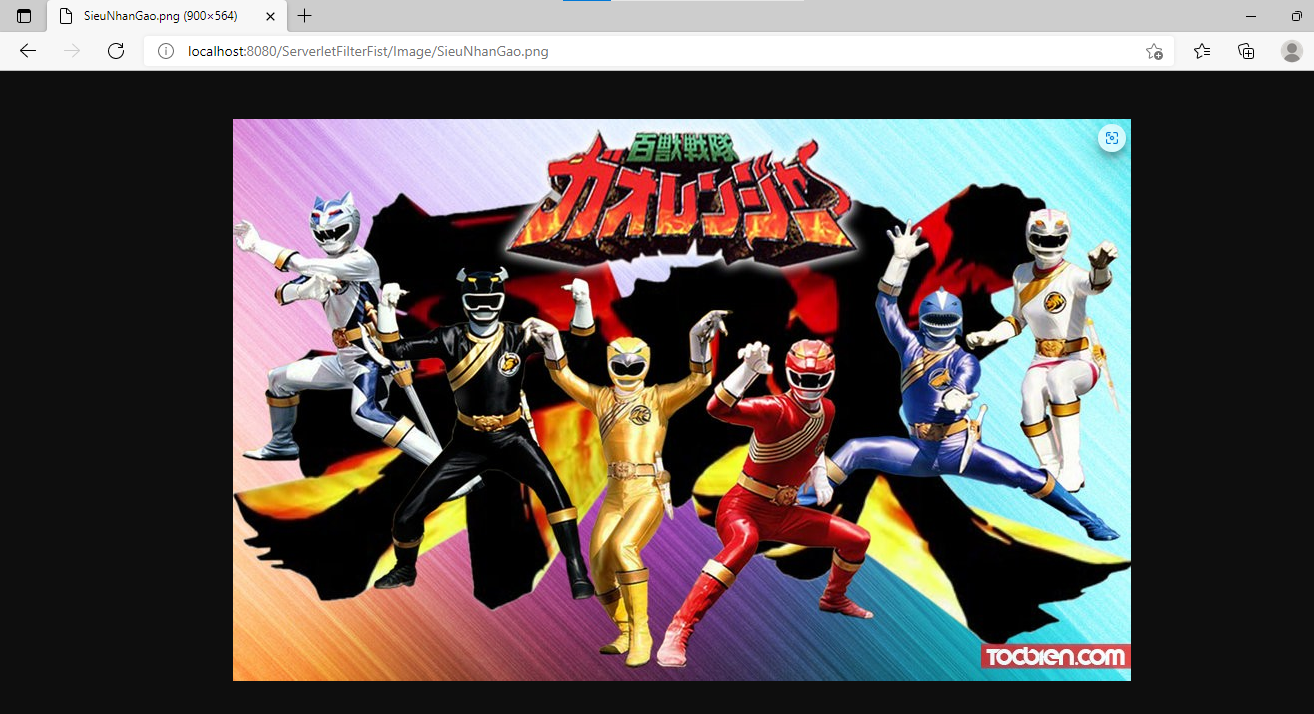 SieuNhanGao.png (900×564)
localhost:8080/ServerletFilterFist/Image/SieuNhanGao.png
百獣戦隊
ガオレンジャー
Tocbien.com